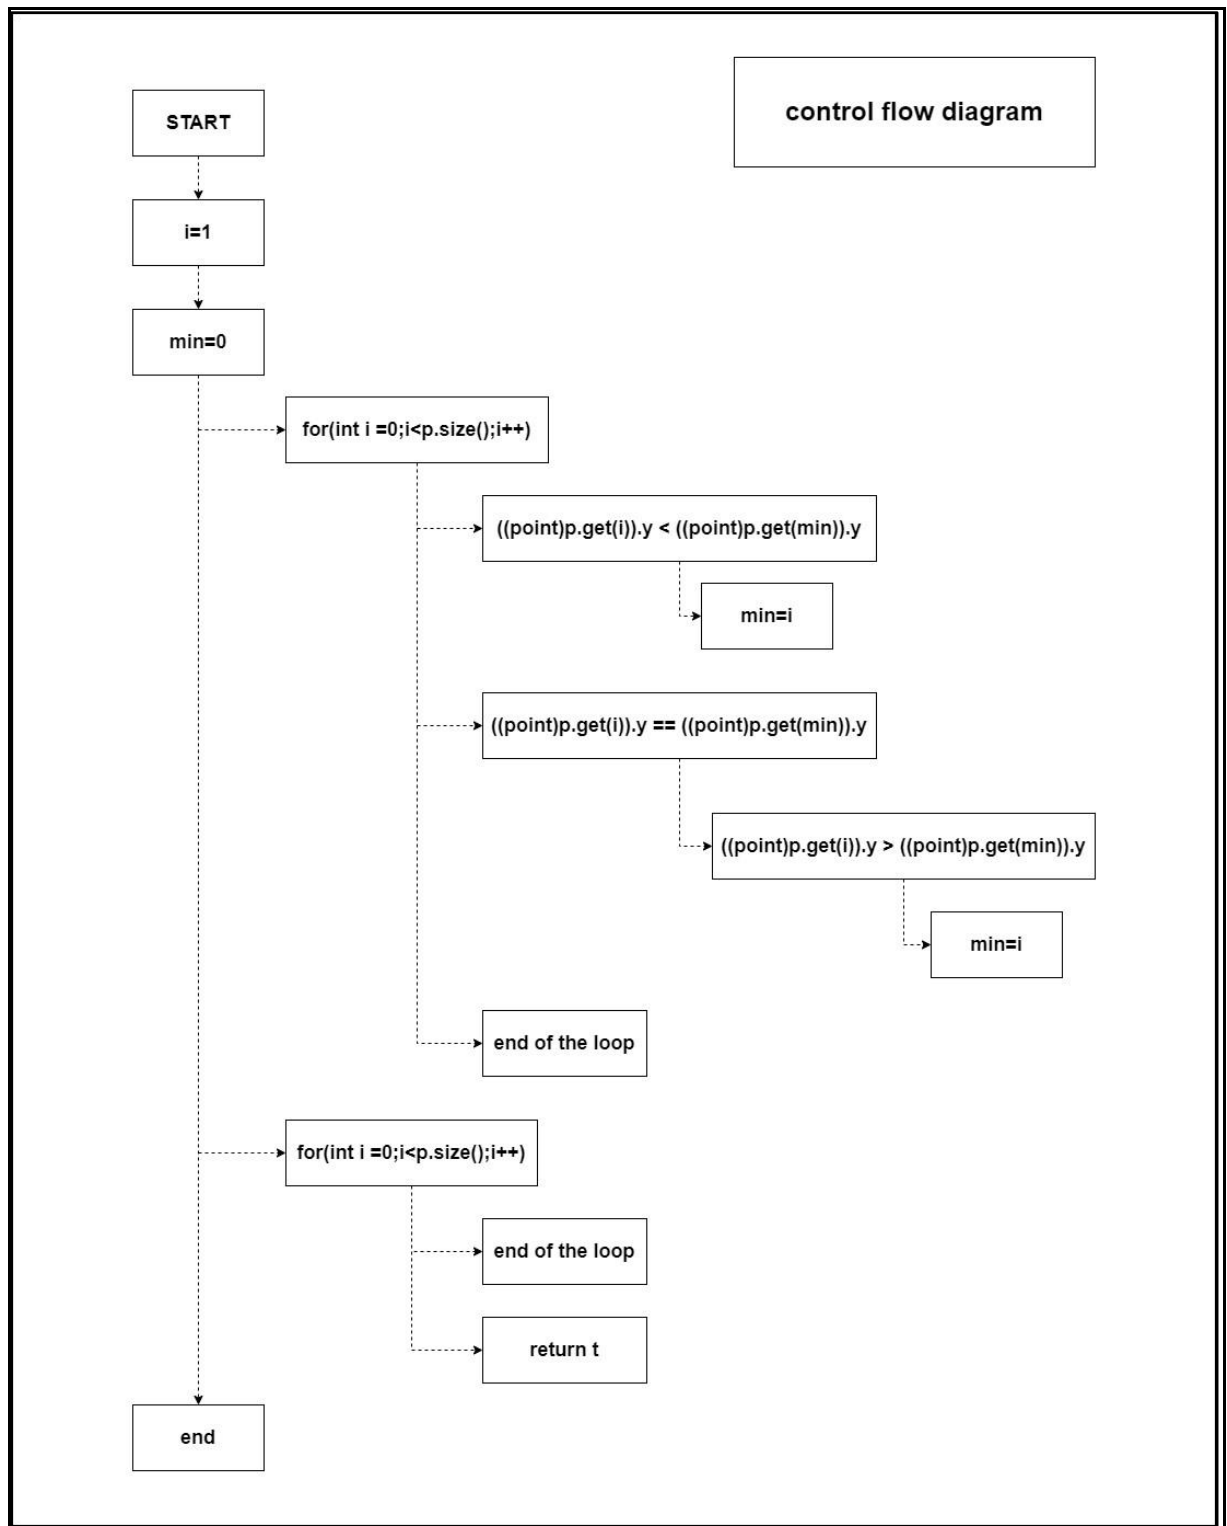 control flow diagram
START
i=1
min=0
for(int i =0;i<p.size();i++)
((point)p.get(i)).y < ((point)p.get(min)).y
min=i
((point)p.get(i)).y == ((point)p.get(min)).y
((point)p.get(i)).y > ((point)p.get(min)).y
min=i
end of the loop
for(int i =0;i<p.size();i++)
end of the loop
return t
end